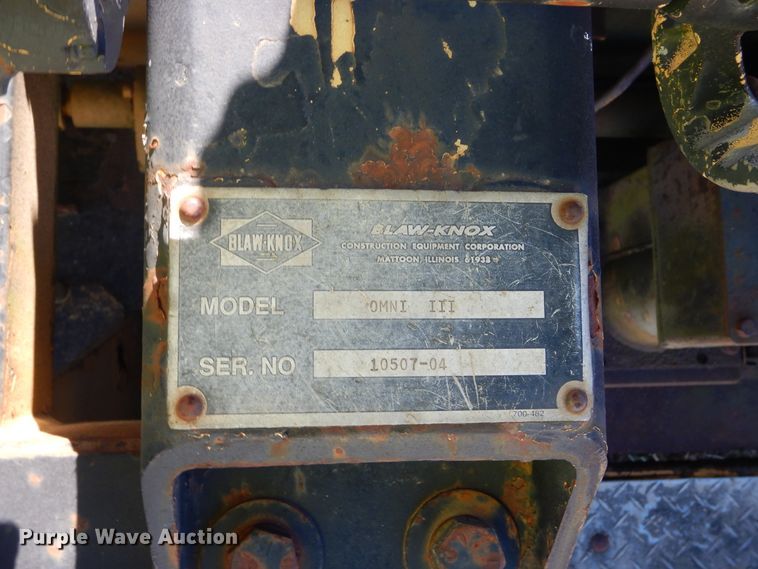 BLAW-KNOX
BLAW-KNOX
CONSTRUCTION EQUIPMENT CORPORATION
MATTOON, ILLINOIS 61938
MODEL OMNI III
SER. NO 10507-04
700-482
Purple Wave Auction